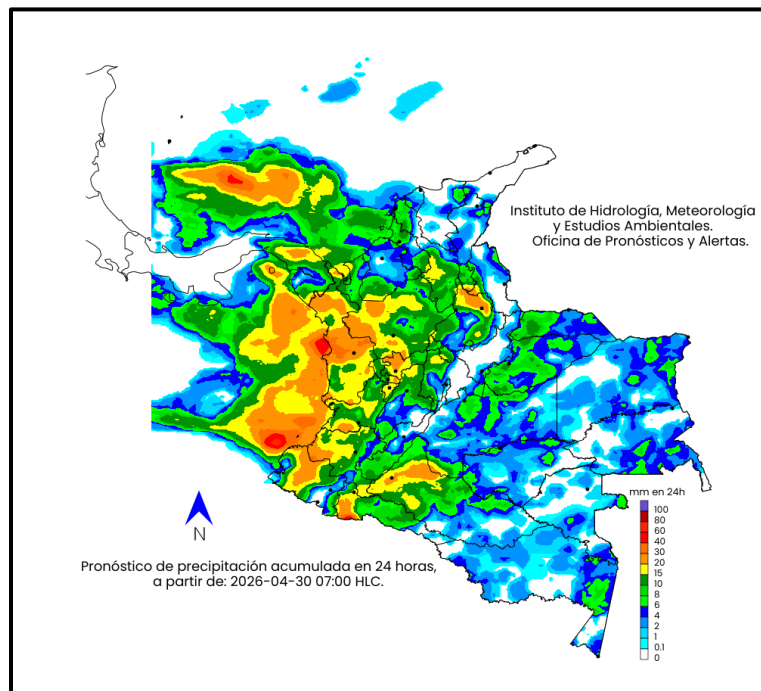 Instituto de Hidrología, Meteorología
y Estudios Ambientales.
Oficina de Pronósticos y Alertas.
mm en 24h
100
80
60
40
30
20
15
10
8
6
4
2
1
0.1
0
N
Pronóstico de precipitación acumulada en 24 horas,
a partir de: 2026-04-30 07:00 HLC.